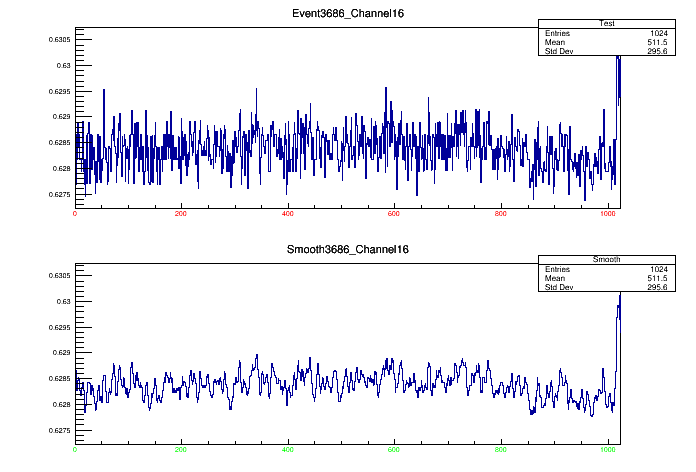 Event3686_Channel16
Test
Entries 1024
Mean 511.5
Std Dev 295.6
0.6305
0.63
0.6295
0.629
0.6285
0.628
0.6275
0 200 400 600 800 1000
Smooth3686_Channel16
Smooth
Entries 1024
Mean 511.5
Std Dev 295.6
0.6305
0.63
0.6295
0.629
0.6285
0.628
0.6275
0 200 400 600 800 1000